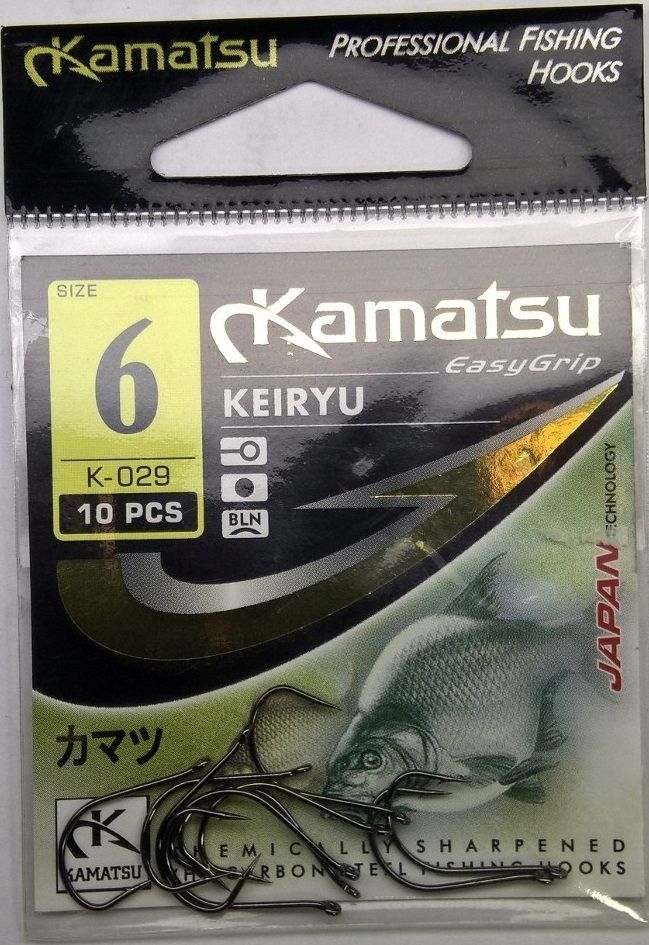 Kamatsu
PROFESSIONAL FISHING
HOOKS
SIZE
6
K-029
10 PCS
Kamatsu
EasyGrip
KEIRYU
BLN
JAPAN TECHNOLOGY
カマツ
KAMATSU
CHEMICALLY SHARPENED
STEEL FISHING HOOKS